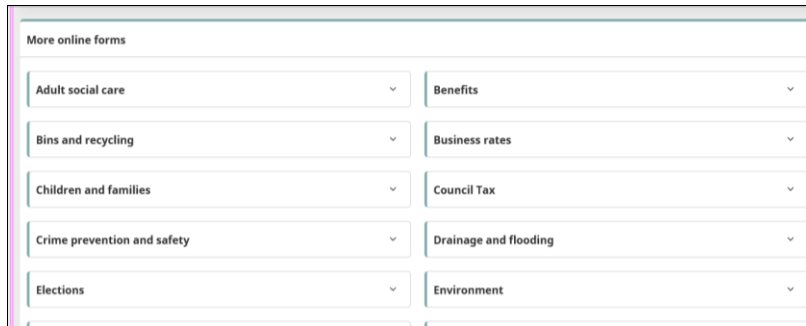 More online forms
Adult social care
Benefits
Bins and recycling
Business rates
Children and families
Council Tax
Crime prevention and safety
Drainage and flooding
Elections
Environment